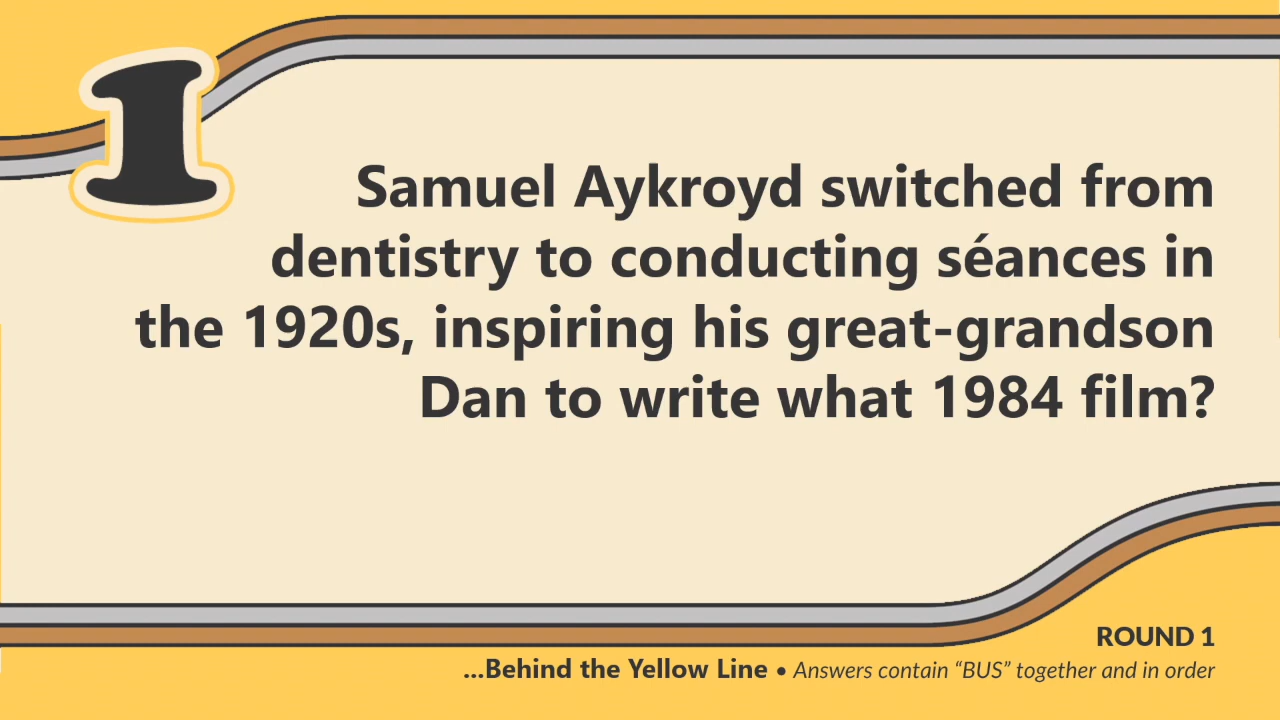 1
Samuel Aykroyd switched from
dentistry to conducting séances in
the 1920s, inspiring his great-grandson
Dan to write what 1984 film?
ROUND 1
...Behind the Yellow Line • Answers contain “BUS” together and in order